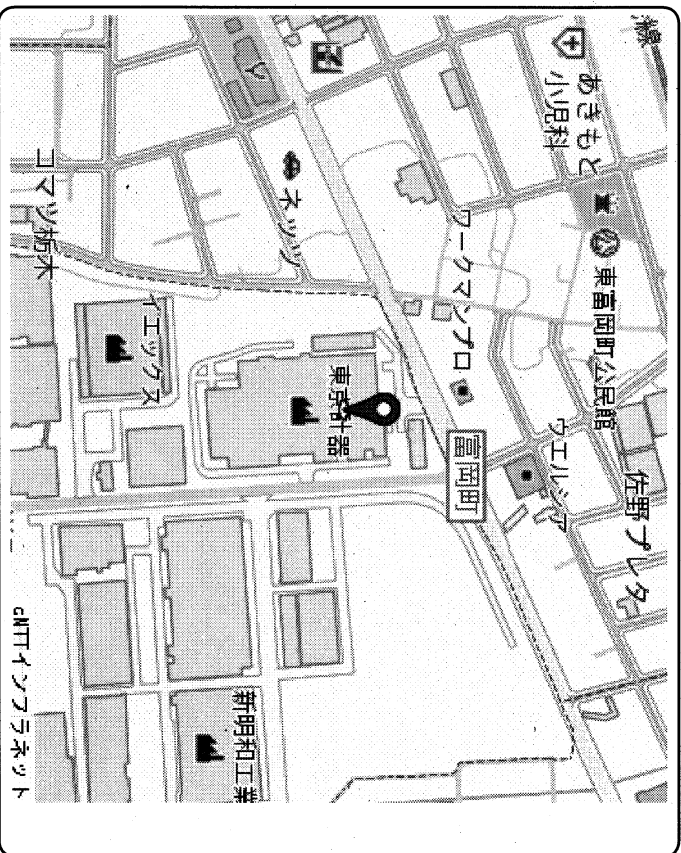 あきもと
小児科
東富岡町公民館
佐野プレタ
ウエルシア
ワークマンプロ
富岡町
ネッツ
東京計器
イエックス
コマツ栃木
新明和工業
GNTTインフラネット